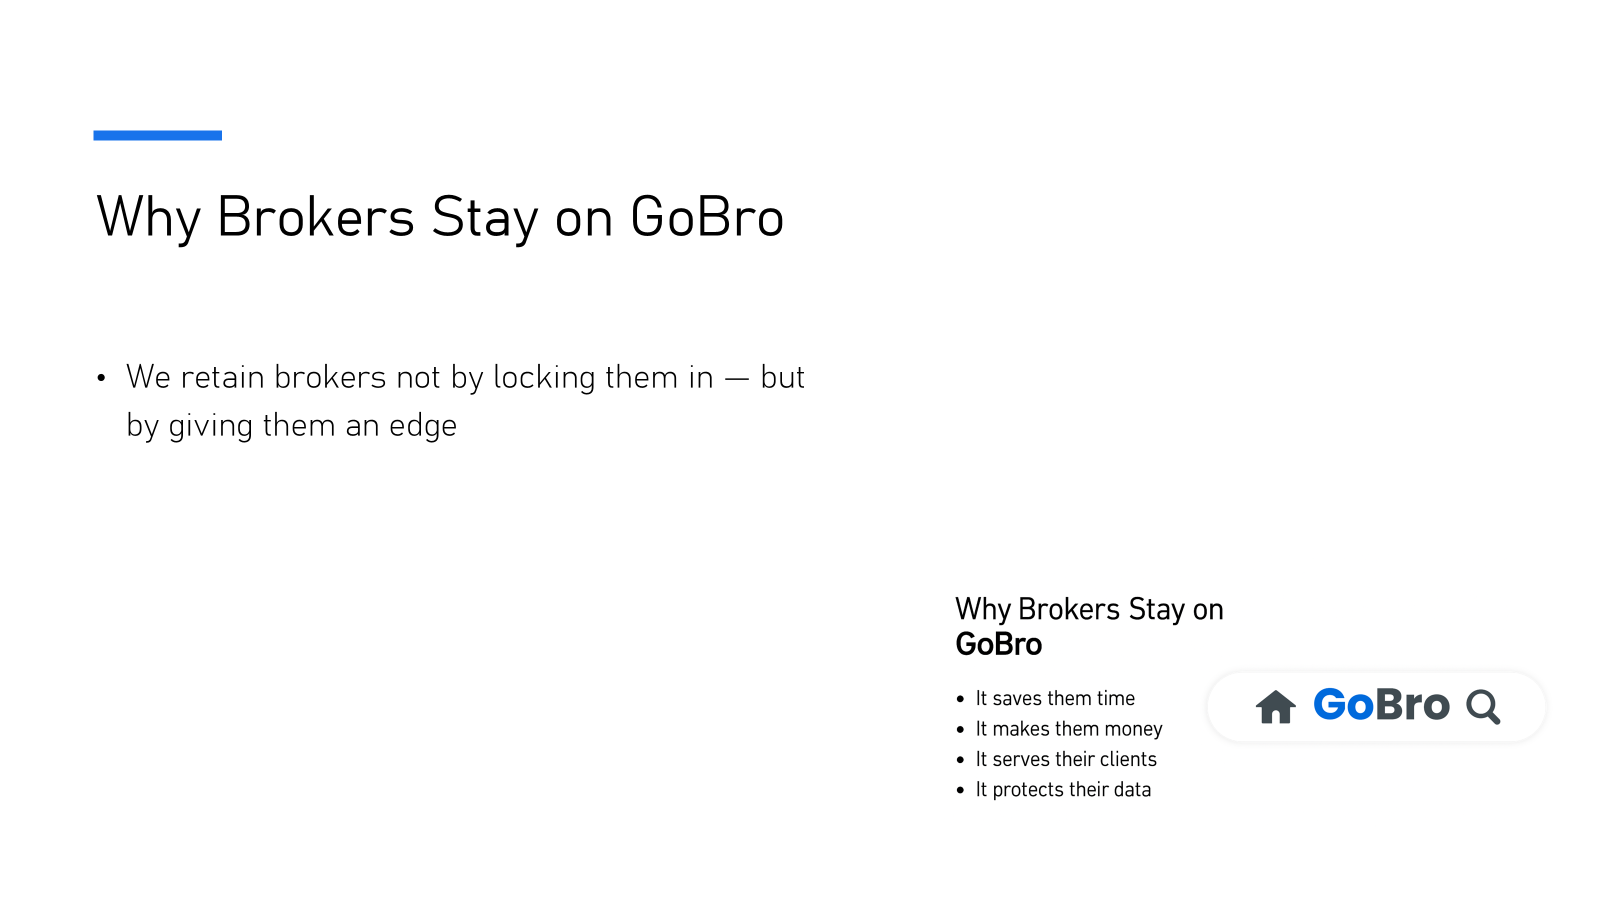 Why Brokers Stay on GoBro
• We retain brokers not by locking them in — but
by giving them an edge
Why Brokers Stay on
GoBro
• It saves them time
• It makes them money
• It serves their clients
• It protects their data
GoBro